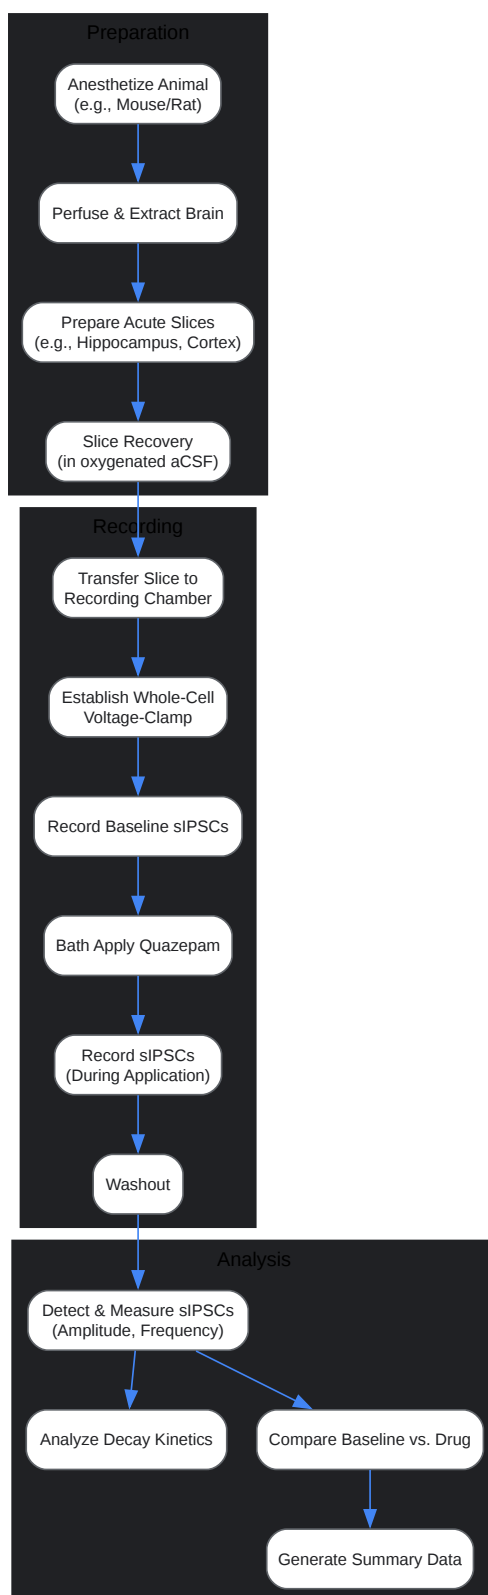 Preparation
Anesthetize Animal
(e.g., Mouse/Rat)
Perfuse & Extract Brain
Prepare Acute Slices
(e.g., Hippocampus, Cortex)
Slice Recovery
(in oxygenated aCSF)
Recording
Transfer Slice to
Recording Chamber
Establish Whole-Cell
Voltage-Clamp
Record Baseline sIPSCs
Bath Apply Quazepam
Record sIPSCs
(During Application)
Washout
Analysis
Detect & Measure sIPSCs
(Amplitude, Frequency)
Analyze Decay Kinetics
Compare Baseline vs. Drug
Generate Summary Data